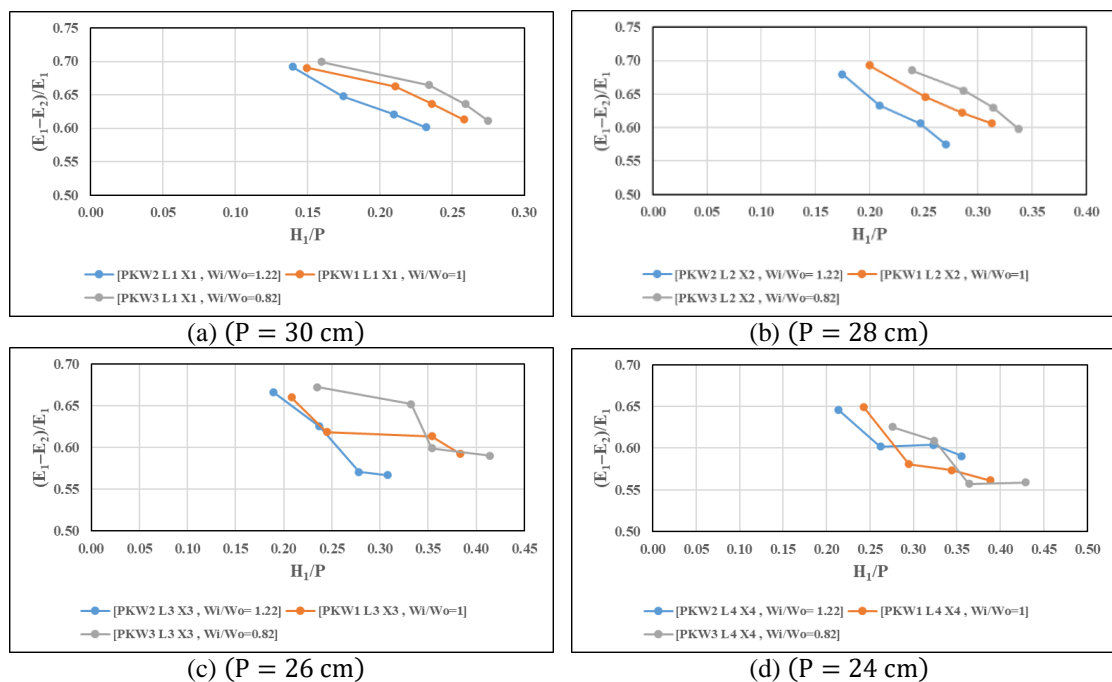 0.75
0.70
0.65
0.60
0.55
0.50
(E₁−E₂)/E₁
0.00 0.05 0.10 0.15 0.20 0.25 0.30
H₁/P
[PKW2 L1 X1 , Wi/Wo=1.22] [PKW1 L1 X1 , Wi/Wo=1]
[PKW3 L1 X1 , Wi/Wo=0.82]
(a) (P = 30 cm)
0.75
0.70
0.65
0.60
0.55
0.50
(E₁−E₂)/E₁
0.00 0.05 0.10 0.15 0.20 0.25 0.30 0.35 0.40
H₁/P
[PKW2 L2 X2 , Wi/Wo= 1.22] [PKW1 L2 X2 , Wi/Wo=1]
[PKW3 L2 X2 , Wi/Wo=0.82]
(b) (P = 28 cm)
0.70
0.65
0.60
0.55
0.50
(E₁−E₂)/E₁
0.00 0.05 0.10 0.15 0.20 0.25 0.30 0.35 0.40 0.45
H₁/P
[PKW2 L3 X3 , Wi/Wo= 1.22] [PKW1 L3 X3 , Wi/Wo=1]
[PKW3 L3 X3 , Wi/Wo=0.82]
(c) (P = 26 cm)
0.70
0.65
0.60
0.55
0.50
(E₁−E₂)/E₁
0.00 0.05 0.10 0.15 0.20 0.25 0.30 0.35 0.40 0.45 0.50
H₁/P
[PKW2 L4 X4 , Wi/Wo= 1.22] [PKW1 L4 X4 , Wi/Wo=1]
[PKW3 L4 X4 , Wi/Wo=0.82]
(d) (P = 24 cm)